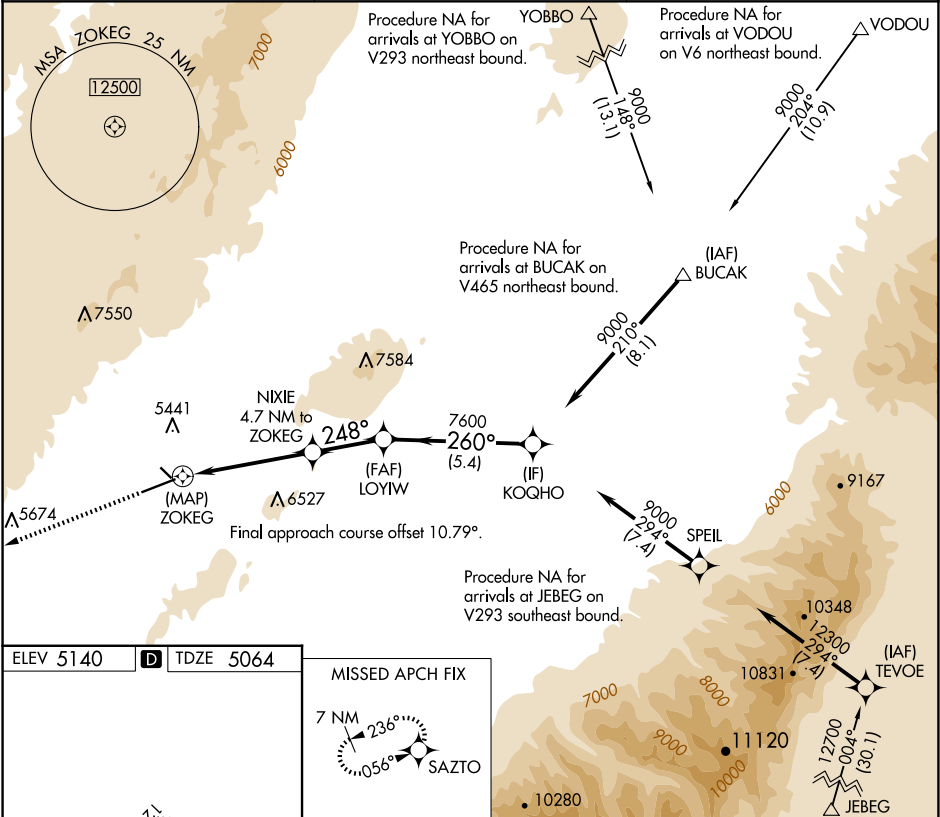 MSA ZOKEG 25 NM
12500
7000
6000
Procedure NA for
arrivals at YOBBO on
V293 northeast bound.
YOBBO
9000
148°
(13.1)
Procedure NA for
arrivals at VODOU
on V6 northeast bound.
VODOU
9000
204°
(10.9)
Procedure NA for
arrivals at BUCAK on
V465 northeast bound.
(IAF)
BUCAK
9000
210°
(8.1)
7550
7584
5441
NIXIE
4.7 NM to
ZOKEG
248°
7600
260°
(5.4)
(FAF)
LOYIW
(IF)
KOQHO
(MAP)
ZOKEG
6527
5674
Final approach course offset 10.79°.
9000
294°
(7.4)
SPEIL
6000
9167
Procedure NA for
arrivals at JEBEG on
V293 southeast bound.
10348
12300
294°
(7.4)
10831
(IAF)
TEVOE
7000
8000
9000
10000
11120
10280
12700
004°
(30.1)
JEBEG
ELEV 5140
D
TDZE 5064
MISSED APCH FIX
7 NM
236°
056°
SAZTO